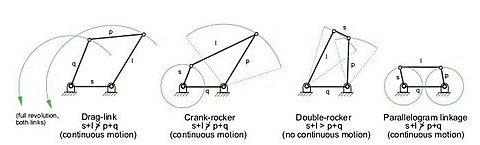 p
q
l
s
(full revolution,
both links)
Drag-link
s+l ≯ p+q
(continuous motion)
l
s
p
q
Crank-rocker
s+l ≯ p+q
(continuous motion)
s
l
p
q
Double-rocker
s+l > p+q
(no continuous motion)
l
s
p
q
Parallelogram linkage
s+l ≯ p+q
(continuous motion)